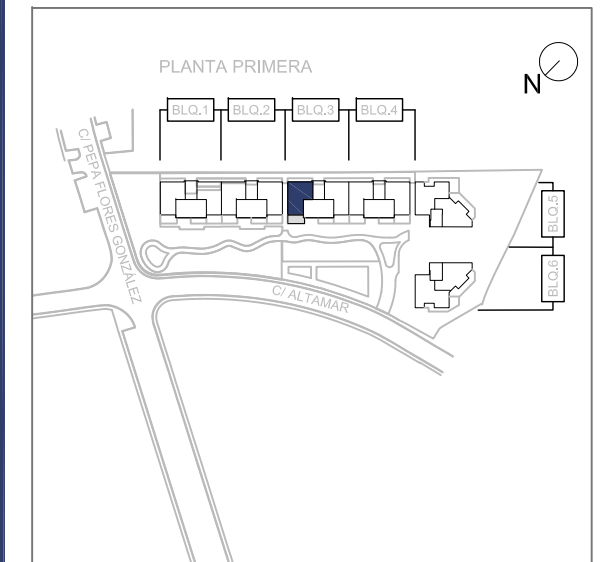 PLANTA PRIMERA
N
BLQ.1
BLQ.2
BLQ.3
BLQ.4
C/ PEPA FLORES GONZÁLEZ
BLQ.5
BLQ.6
C/ ALTAMAR